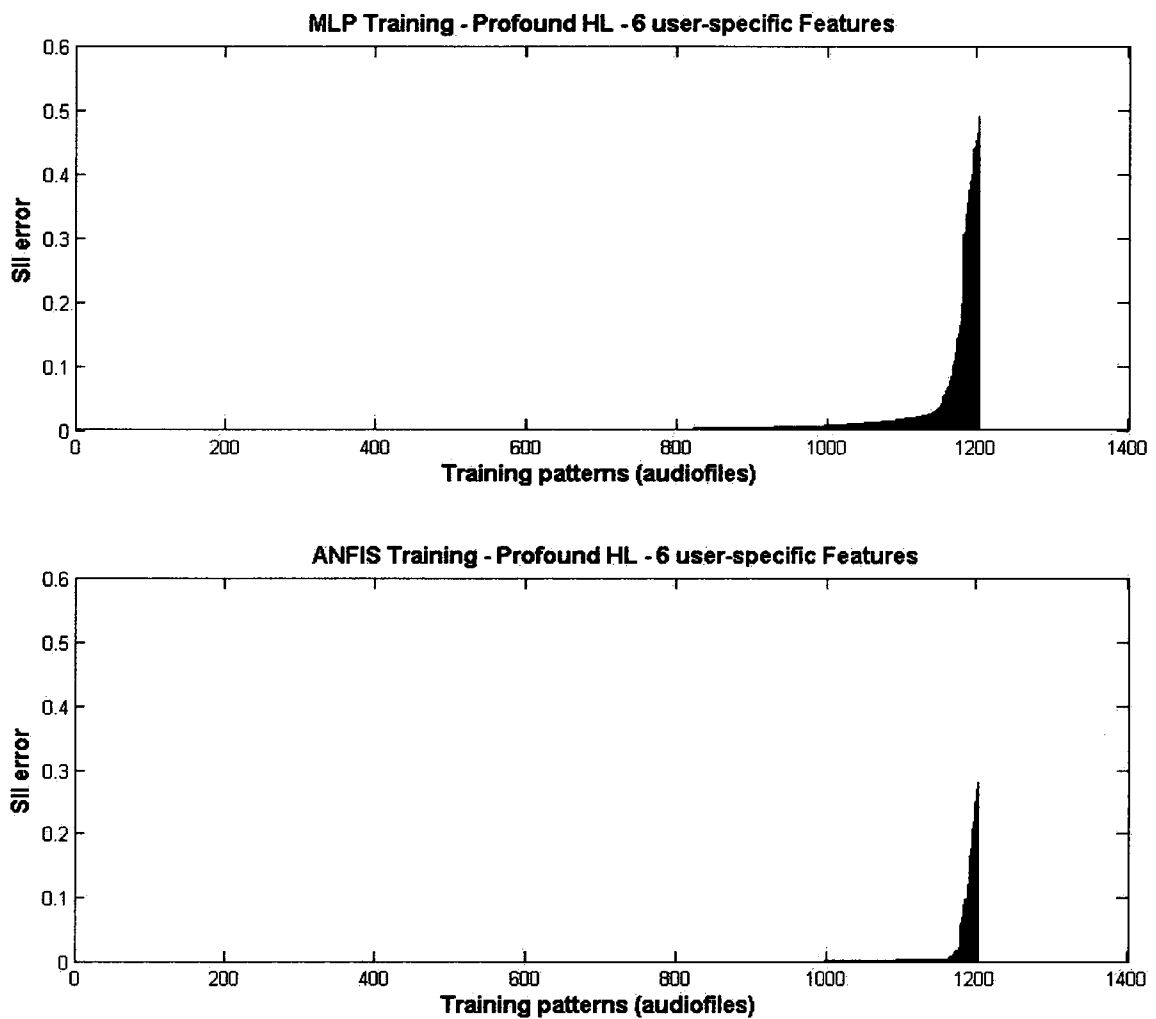 MLP Training - Profound HL - 6 user-specific Features
0.6
0.5
0.4
0.3
0.2
0.1
0
SII error
0 200 400 600 800 1000 1200 1400
Training patterns (audiofiles)
ANFIS Training - Profound HL - 6 user-specific Features
0.6
0.5
0.4
0.3
0.2
0.1
0
SII error
0 200 400 600 800 1000 1200 1400
Training patterns (audiofiles)